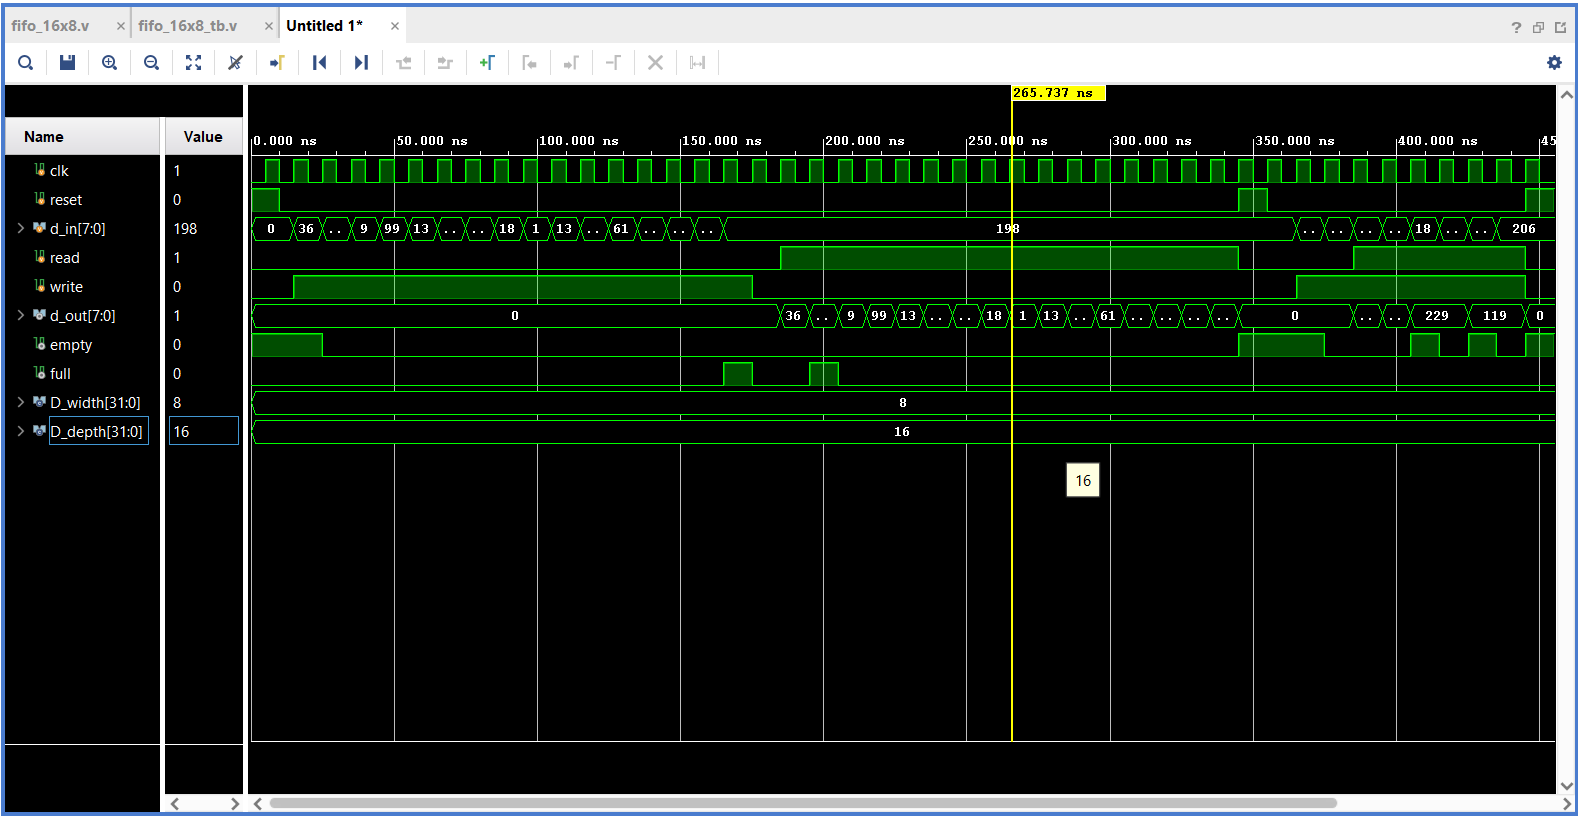 fifo_16x8.v × fifo_16x8_tb.v × Untitled 1* ×
?
265.737 ns
Name Value
0.000 ns 50.000 ns 100.000 ns 150.000 ns 200.000 ns 250.000 ns 300.000 ns 350.000 ns 400.000 ns 45
clk 1
reset 0
d_in[7:0] 198 0 36 .. 9 99 13 .. .. 18 1 13 .. 61 .. .. .. 198 .. .. .. .. 18 .. .. 206
read 1
write 0
d_out[7:0] 1 0 36 .. 9 99 13 .. .. 18 1 13 .. 61 .. .. .. .. 0 .. .. 229 119 0
empty 0
full 0
D_width[31:0] 8 8
D_depth[31:0] 16 16
16